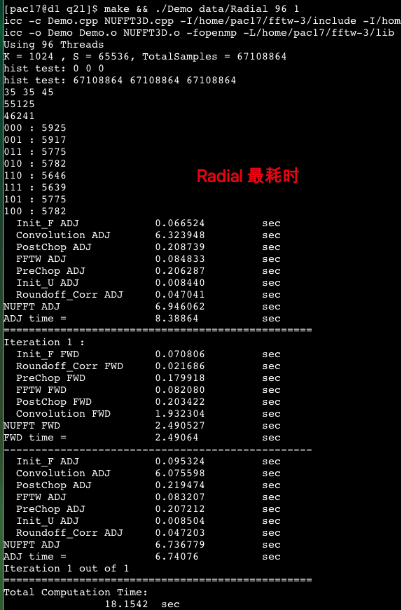 [pac17@d1 q21]$ make && ./Demo data/Radial 96 1
icc -c Demo.cpp NUFFT3D.cpp -I/home/pac17/fftw-3/include -I/hom
icc -o Demo Demo.o NUFFT3D.o -fopenmp -L/home/pac17/fftw-3/lib
Using 96 Threads
K = 1024 , S = 65536, TotalSamples = 67108864
hist test: 0 0 0
hist test: 67108864 67108864 67108864
35 35 45
55125
46241
000 : 5925
001 : 5917
011 : 5775
010 : 5782
110 : 5646
111 : 5639
101 : 5775
100 : 5782
Radial 最耗时
Init_F ADJ 0.066524 sec
Convolution ADJ 6.323948 sec
PostChop ADJ 0.208739 sec
FFTW ADJ 0.084833 sec
PreChop ADJ 0.206287 sec
Init_U ADJ 0.008440 sec
Roundoff_Corr ADJ 0.047041 sec
NUFFT ADJ 6.946062 sec
ADJ time = 8.38864 sec
================================================
Iteration 1 :
Init_F FWD 0.070806 sec
Roundoff_Corr FWD 0.021686 sec
PreChop FWD 0.179918 sec
FFTW FWD 0.082080 sec
PostChop FWD 0.203422 sec
Convolution FWD 1.932304 sec
NUFFT FWD 2.490527 sec
FWD time = 2.49064 sec
------------------------------------------------
Init_F ADJ 0.095324 sec
Convolution ADJ 6.075598 sec
PostChop ADJ 0.219474 sec
FFTW ADJ 0.083207 sec
PreChop ADJ 0.207212 sec
Init_U ADJ 0.008504 sec
Roundoff_Corr ADJ 0.047203 sec
NUFFT ADJ 6.736779 sec
ADJ time = 6.74076 sec
Iteration 1 out of 1
================================================
Total Computation Time:
18.1542 sec